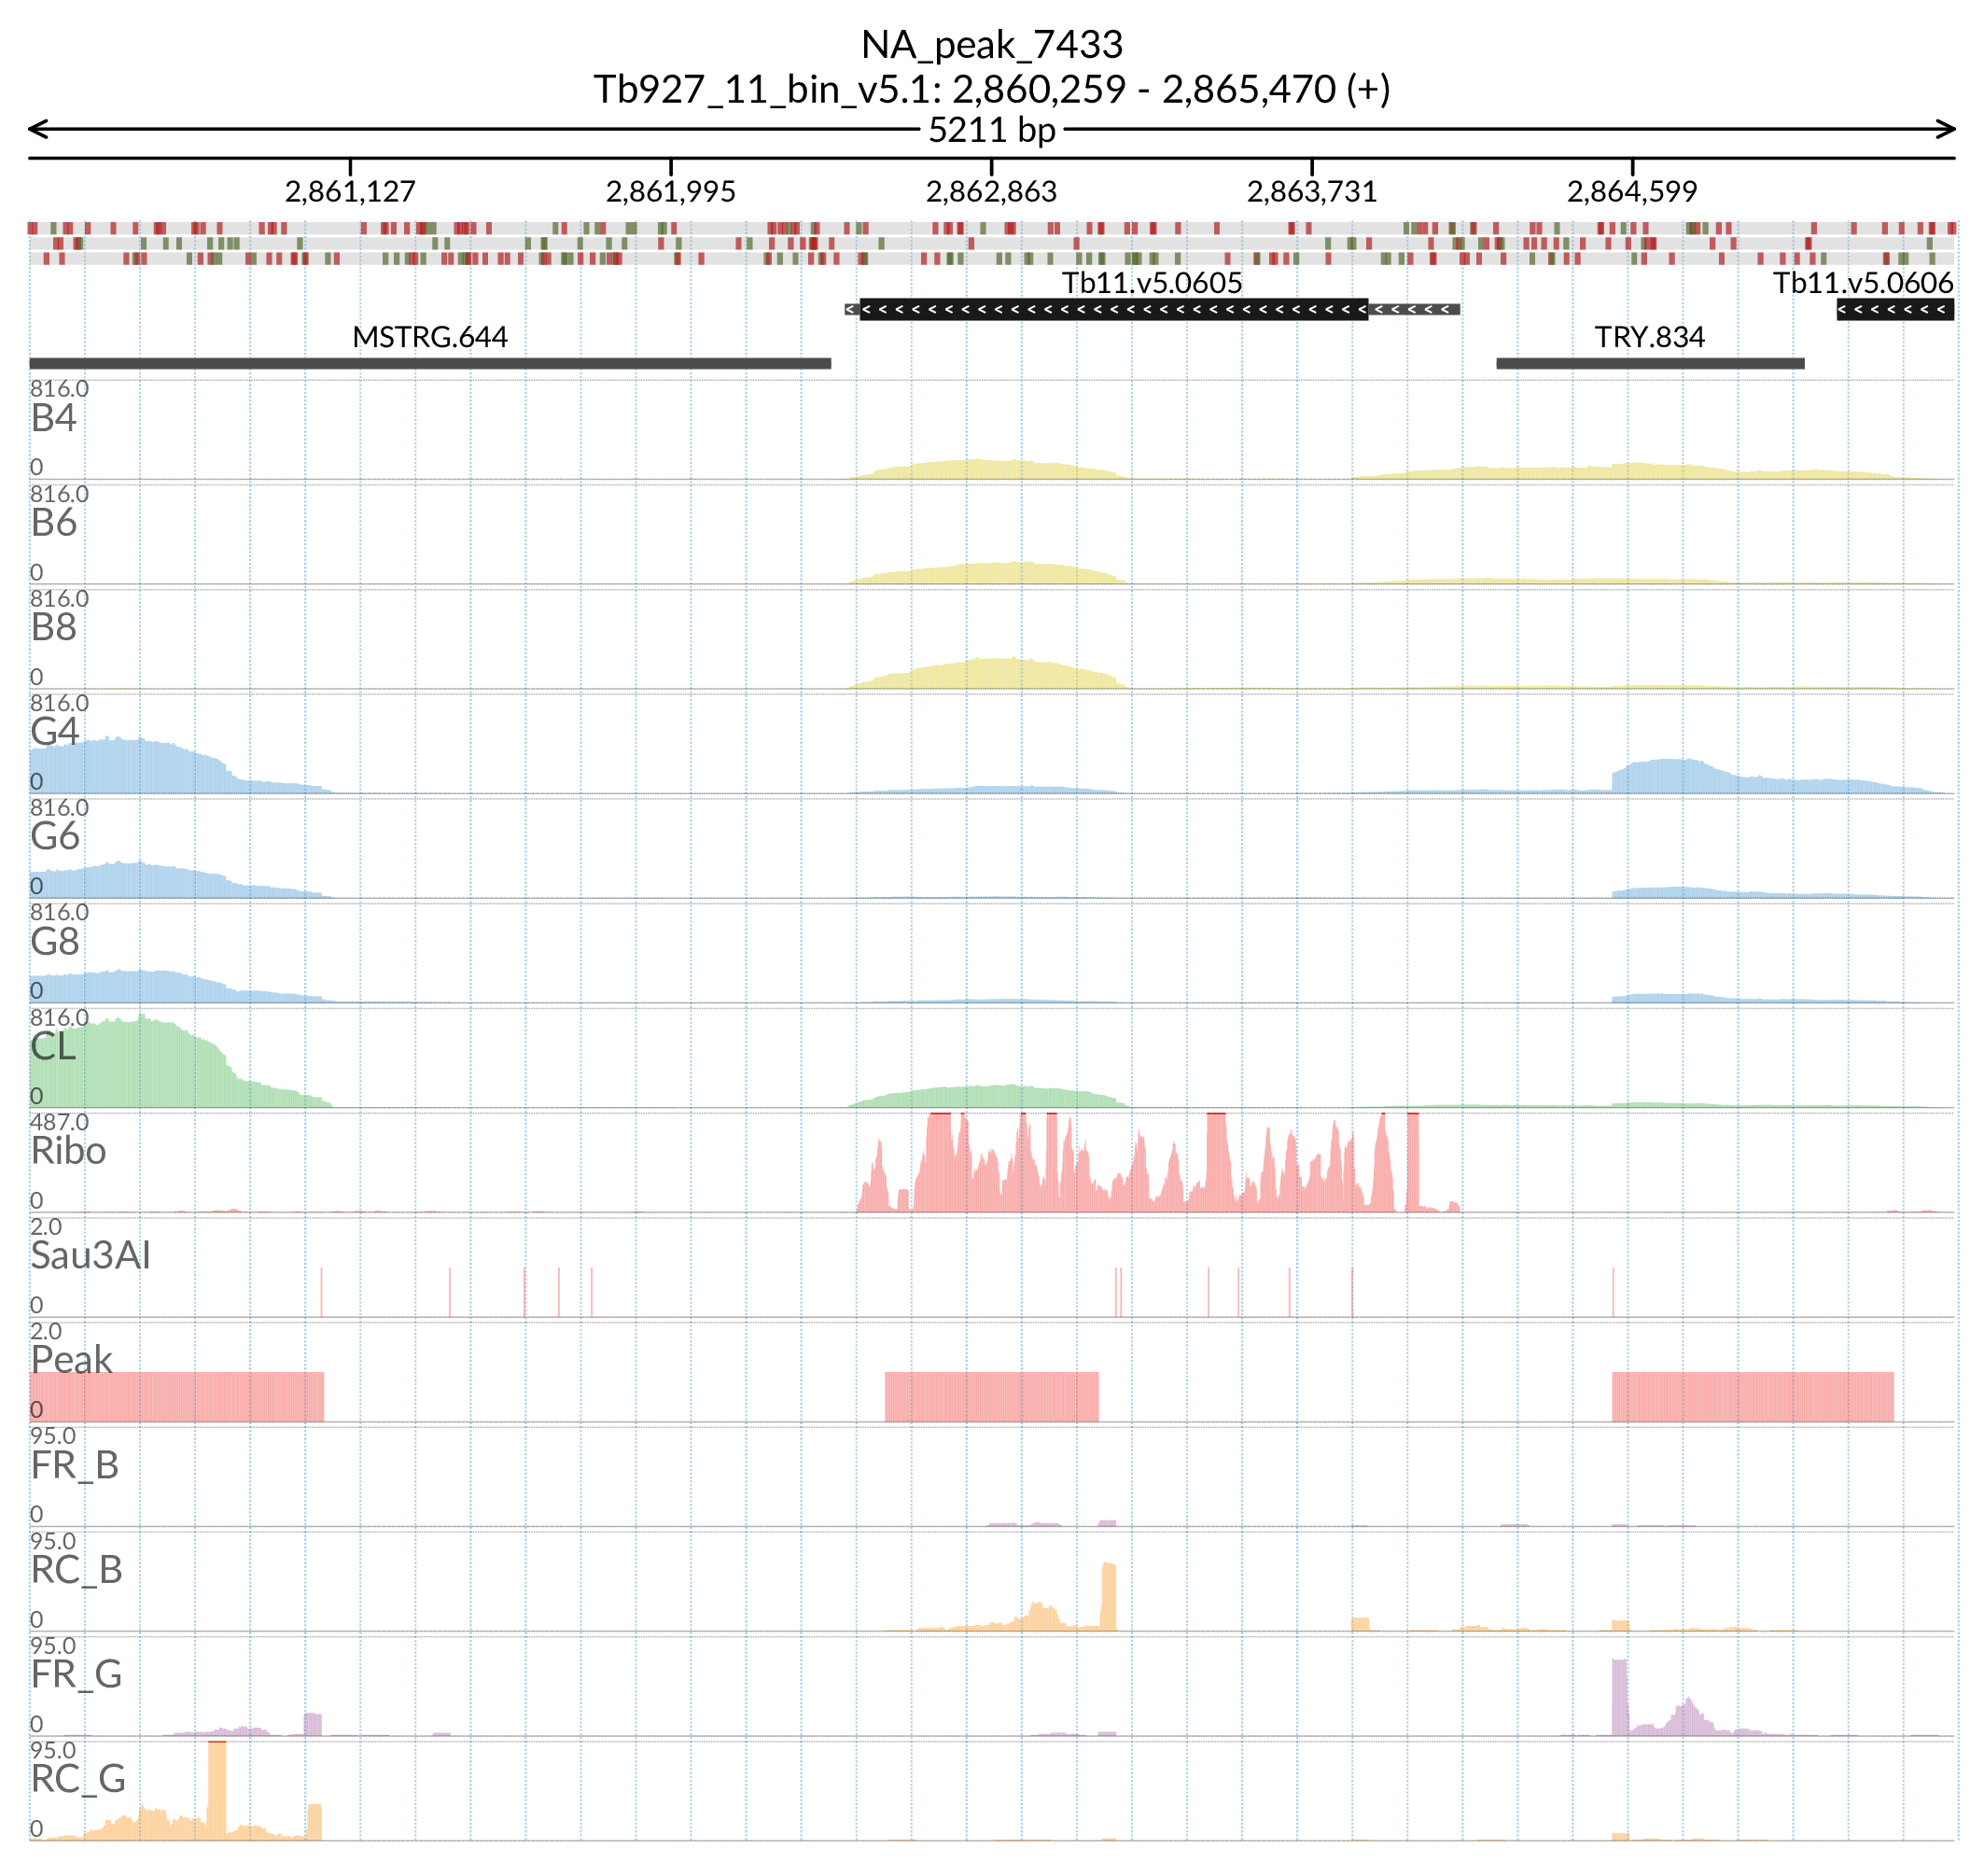 NA_peak_7433
Tb927_11_bin_v5.1: 2,860,259 - 2,865,470 (+)
5211 bp
2,861,127 2,861,995 2,862,863 2,863,731 2,864,599
Tb11.v5.0605 Tb11.v5.0606
MSTRG.644 TRY.834
816.0
B4
0
816.0
B6
0
816.0
B8
0
816.0
G4
0
816.0
G6
0
816.0
G8
0
816.0
CL
0
487.0
Ribo
0
2.0
Sau3AI
0
2.0
Peak
0
95.0
FR_B
0
95.0
RC_B
0
95.0
FR_G
0
95.0
RC_G
0